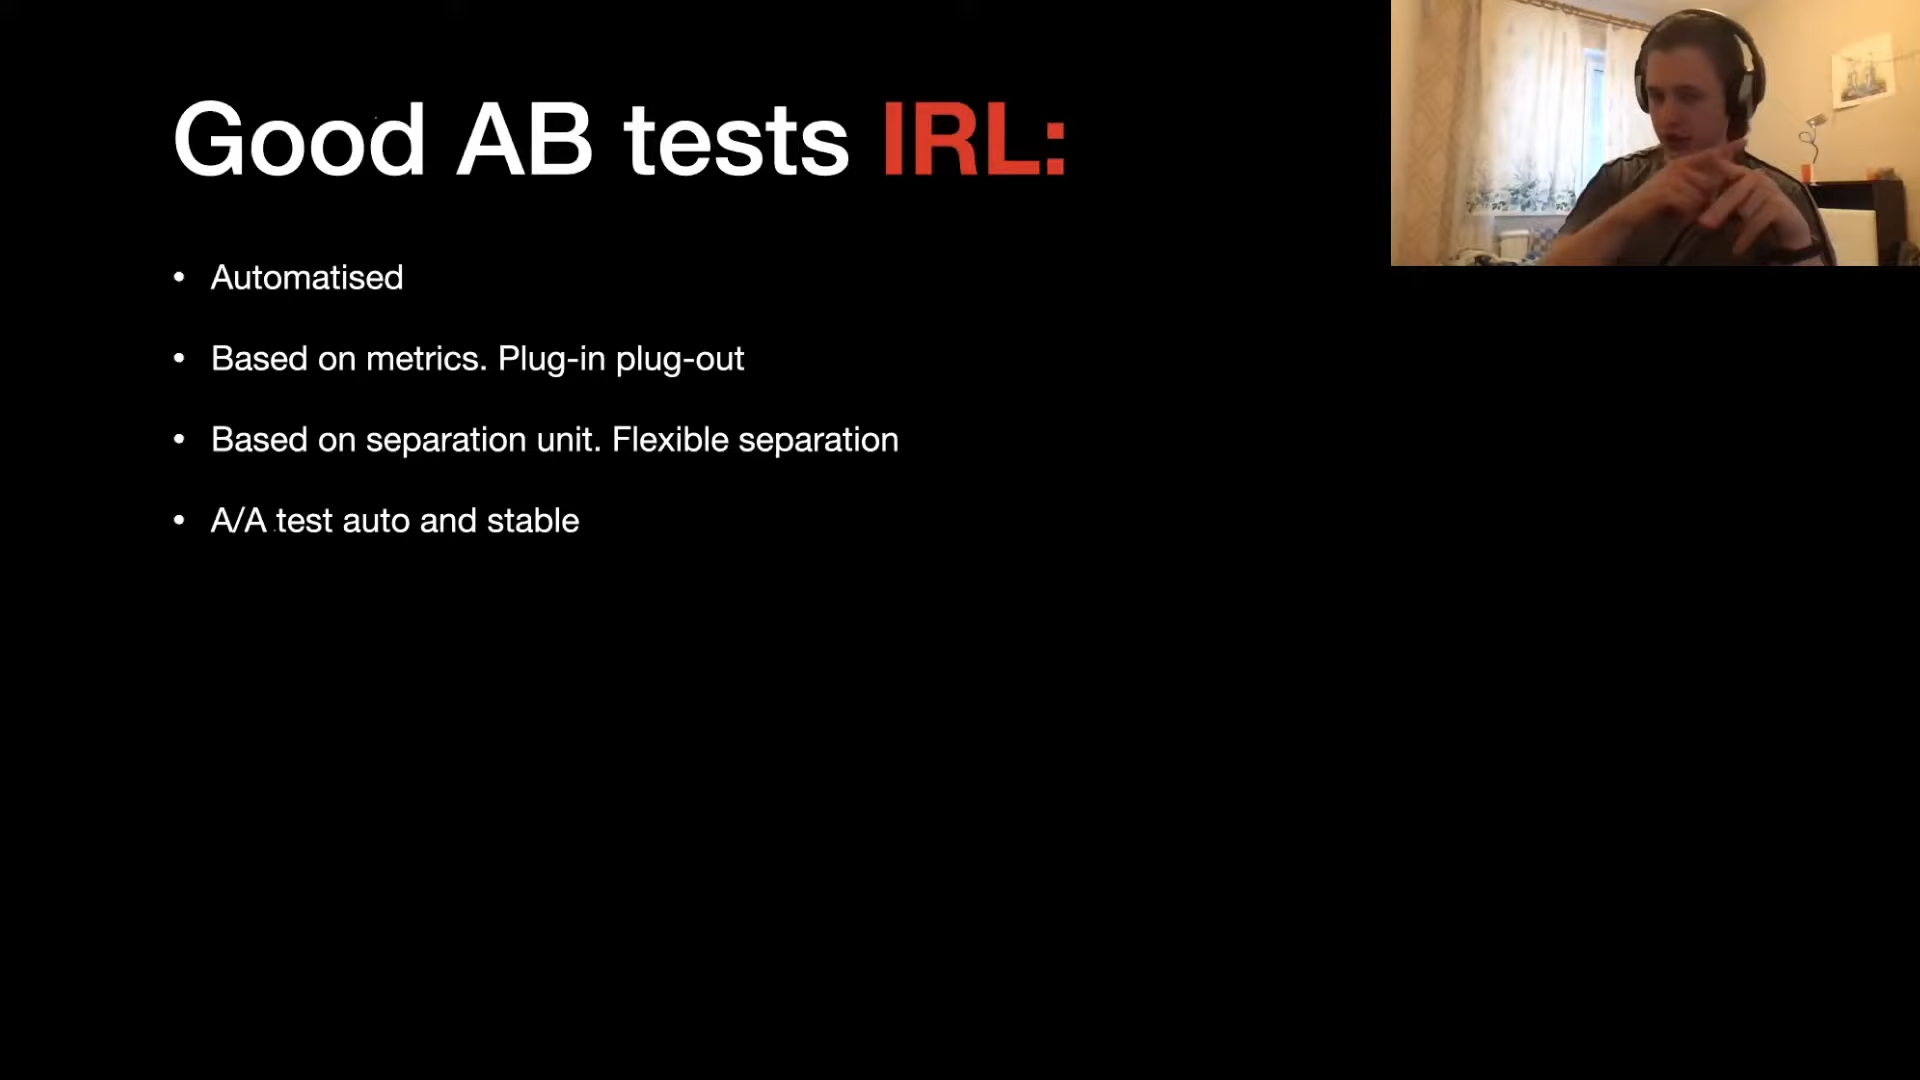 Good AB tests IRL:
• Automatised
• Based on metrics. Plug-in plug-out
• Based on separation unit. Flexible separation
• A/A test auto and stable